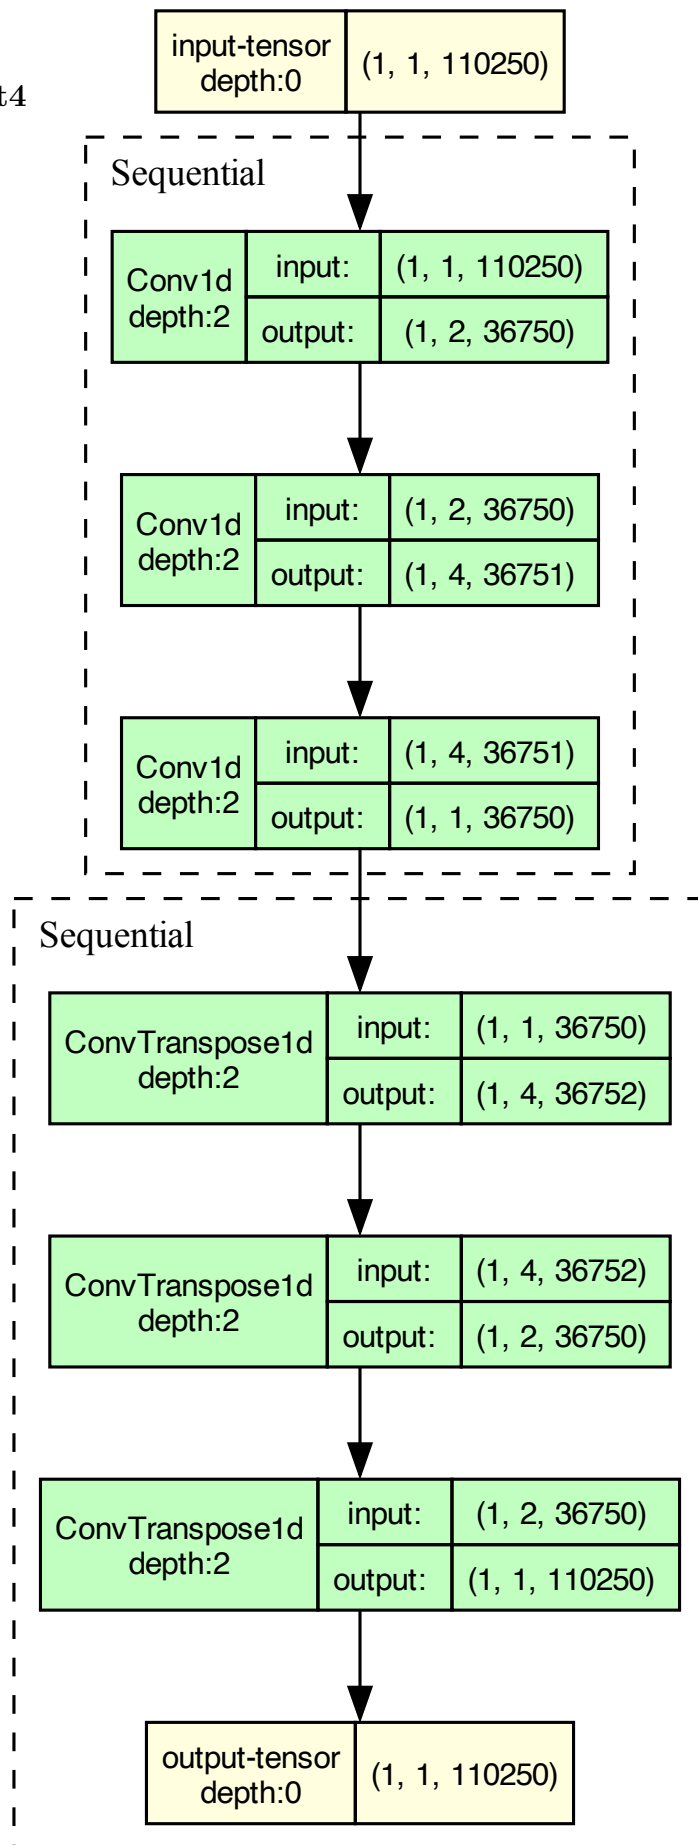 input-tensor
depth:0
(1, 1, 110250)
t4
Sequential
Conv1d
depth:2
input:
(1, 1, 110250)
output:
(1, 2, 36750)
Conv1d
depth:2
input:
(1, 2, 36750)
output:
(1, 4, 36751)
Conv1d
depth:2
input:
(1, 4, 36751)
output:
(1, 1, 36750)
Sequential
ConvTranspose1d
depth:2
input:
(1, 1, 36750)
output:
(1, 4, 36752)
ConvTranspose1d
depth:2
input:
(1, 4, 36752)
output:
(1, 2, 36750)
ConvTranspose1d
depth:2
input:
(1, 2, 36750)
output:
(1, 1, 110250)
output-tensor
depth:0
(1, 1, 110250)